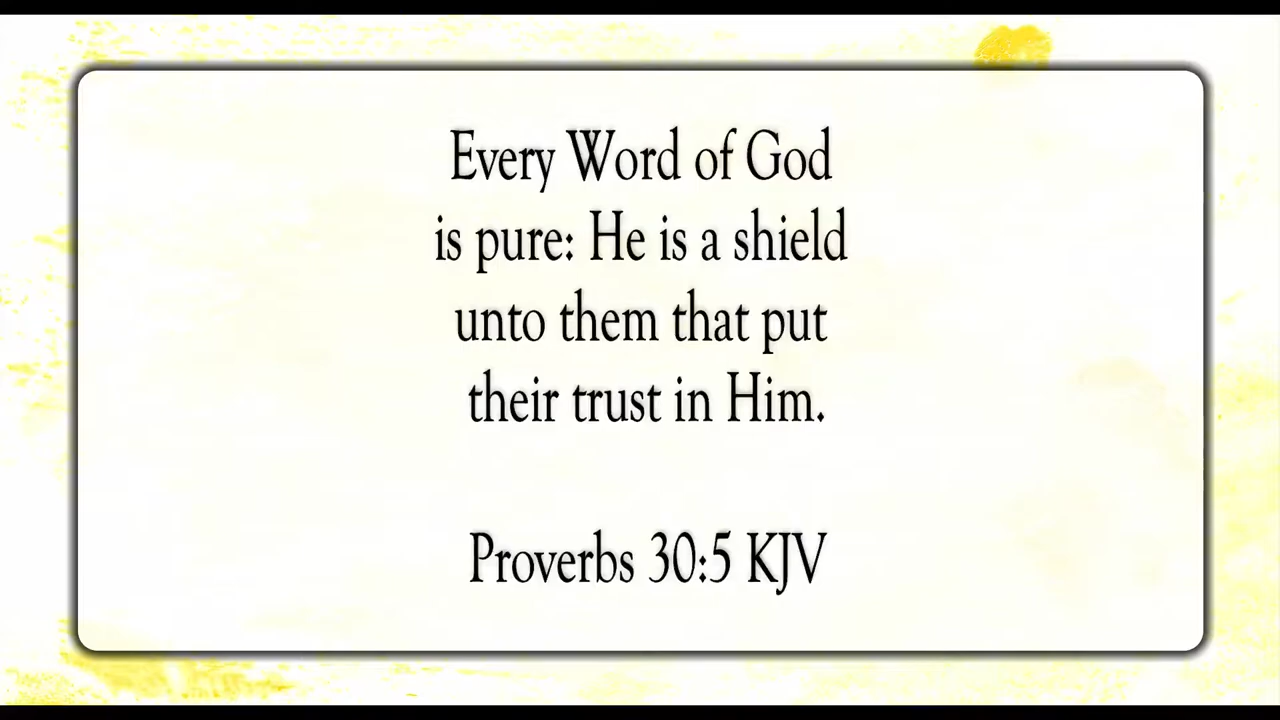 Every Word of God
is pure: He is a shield
unto them that put
their trust in Him.
Proverbs 30:5 KJV